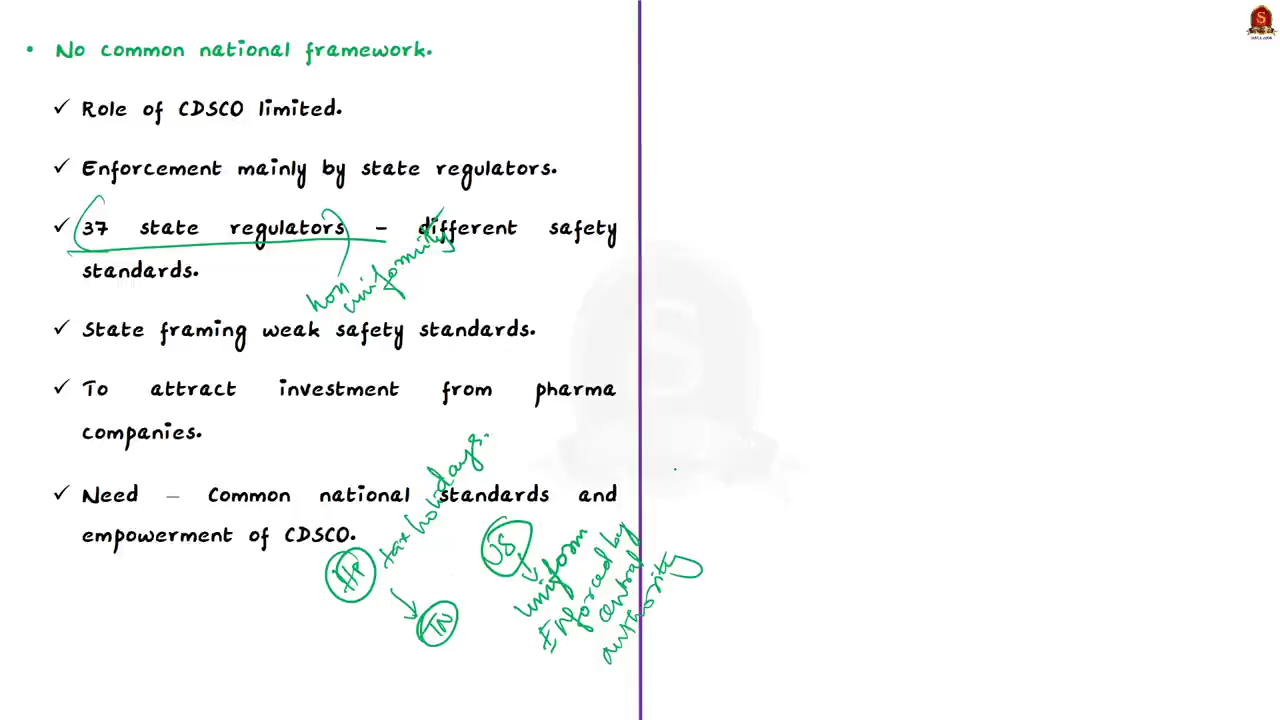 • No common national framework.
✓ Role of CDSCO limited.
✓ Enforcement mainly by state regulators.
✓ 37 state regulators – different safety
standards.
non uniformity
✓ State framing weak safety standards.
✓ To attract investment from pharma
companies.
tax holidays.
✓ Need – Common national standards and
empowerment of CDSCO.
HP
TN
US
uniform
Enforced by
central
authority
S